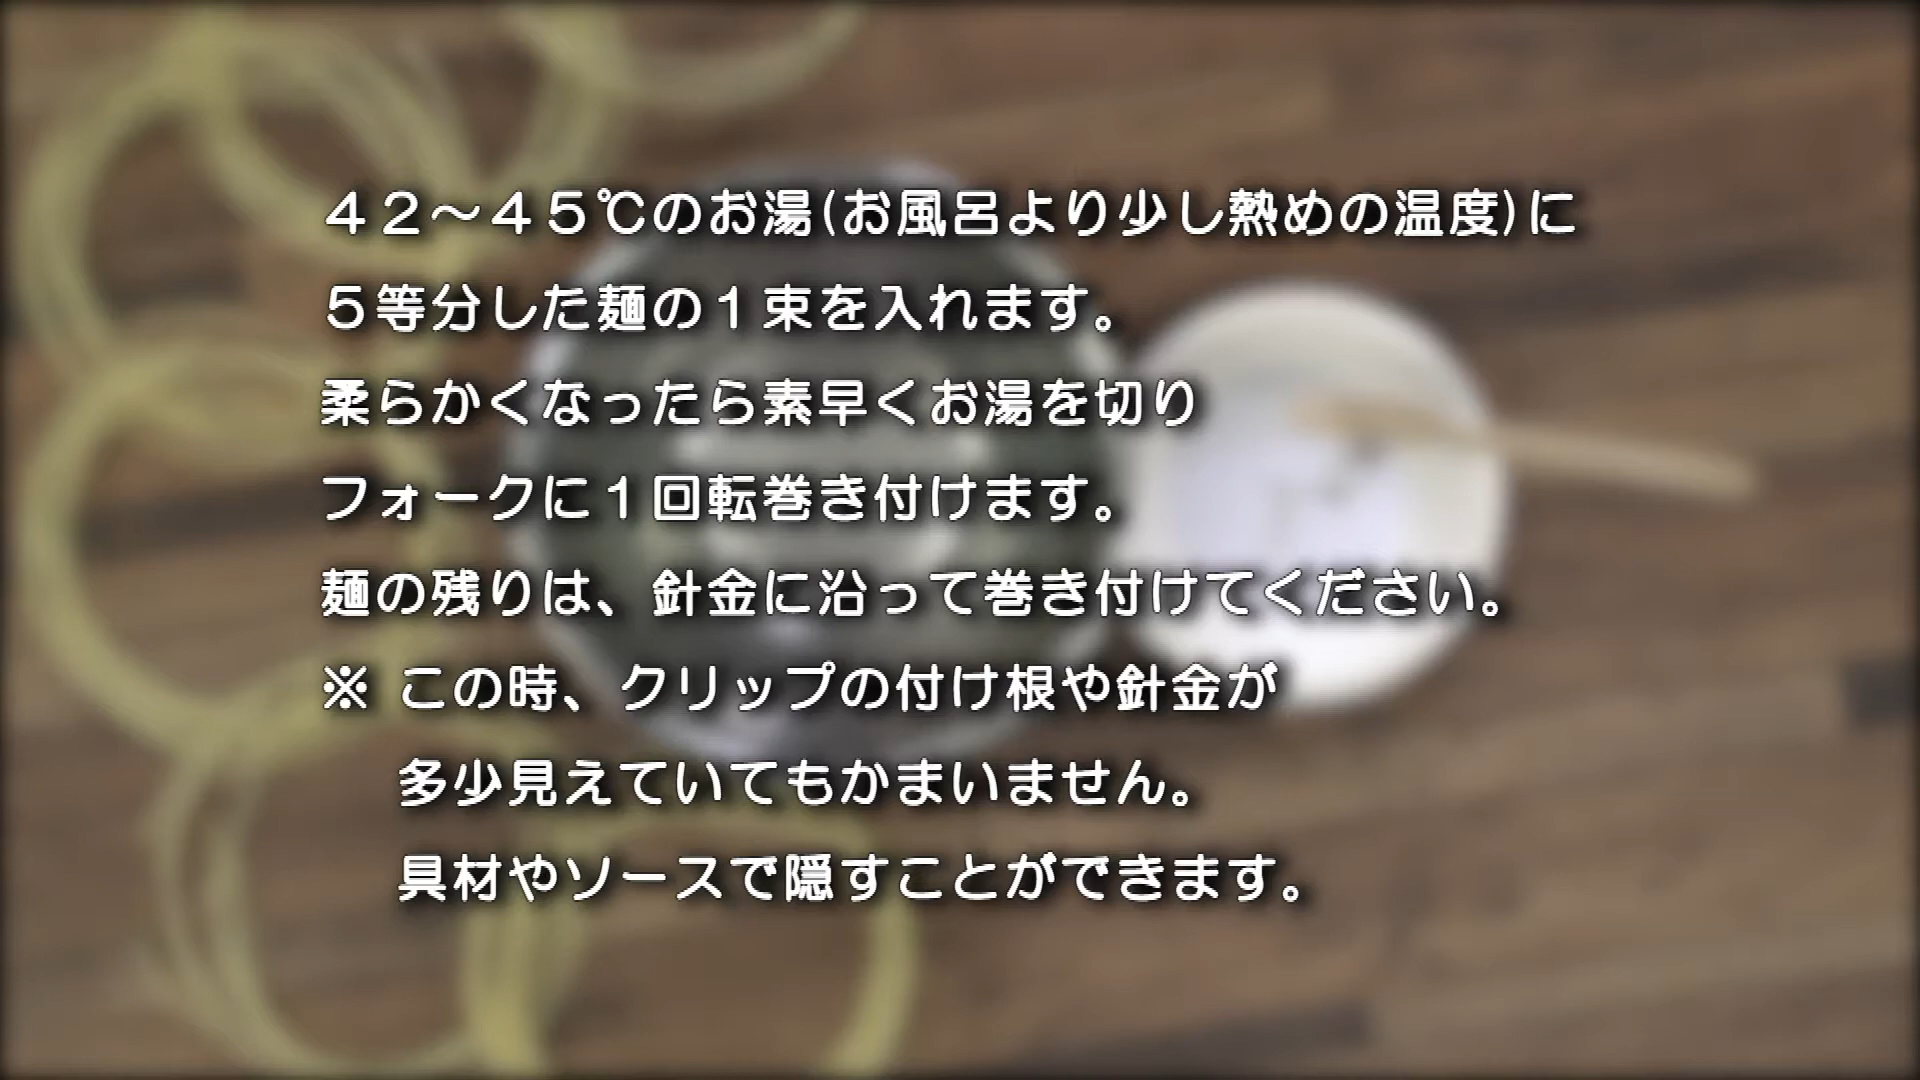 ４２～４５℃のお湯(お風呂より少し熱めの温度)に
５等分した麺の１束を入れます。
柔らかくなったら素早くお湯を切り
フォークに１回転巻き付けます。
麺の残りは、針金に沿って巻き付けてください。
※ この時、クリップの付け根や針金が
多少見えていてもかまいません。
具材やソースで隠すことができます。